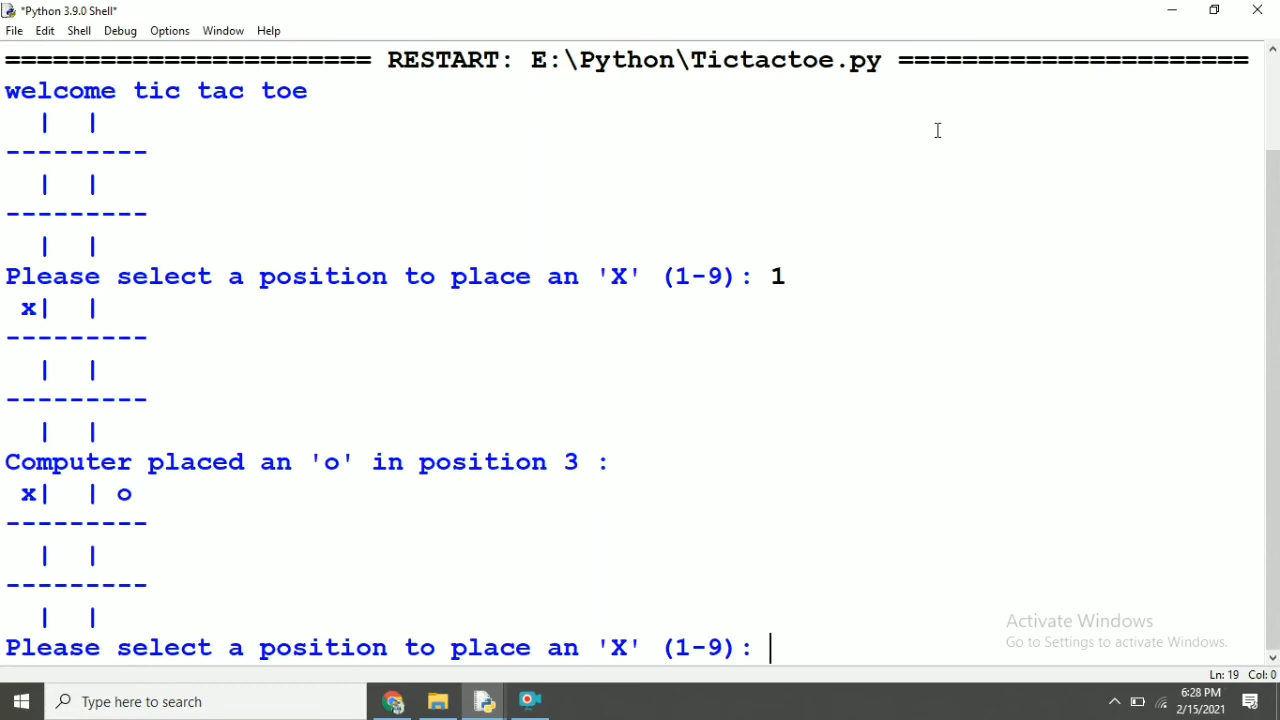 *Python 3.9.0 Shell*
File Edit Shell Debug Options Window Help
======================= RESTART: E:\Python\Tictactoe.py ======================
welcome tic tac toe
| |
---------
| |
---------
| |
Please select a position to place an 'X' (1-9): 1
x| |
---------
| |
---------
| |
Computer placed an 'o' in position 3 :
x| | o
---------
| |
---------
| |
Please select a position to place an 'X' (1-9):
Activate Windows
Go to Settings to activate Windows.
Ln: 19 Col: 0
Type here to search
6:28 PM
2/15/2021